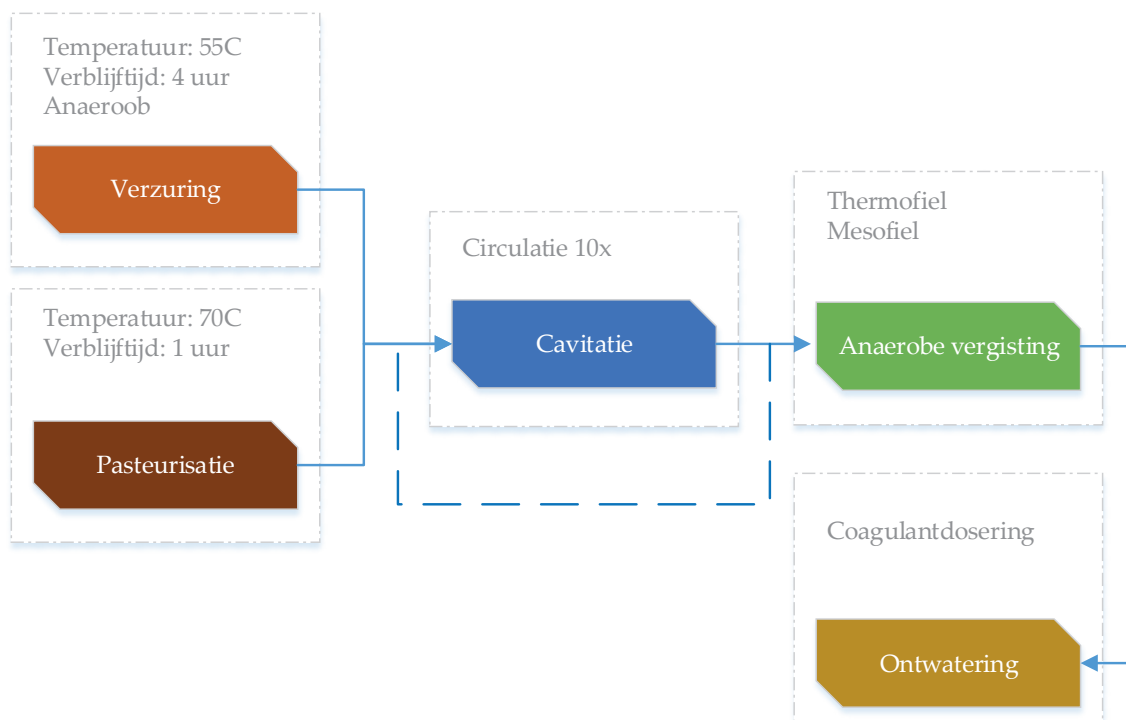 Temperatuur: 55C
Verblijftijd: 4 uur
Anaeroob
Verzuring
Temperatuur: 70C
Verblijftijd: 1 uur
Pasteurisatie
Circulatie 10x
Cavitatie
Thermofiel
Mesofiel
Anaerobe vergisting
Coagulantdosering
Ontwatering